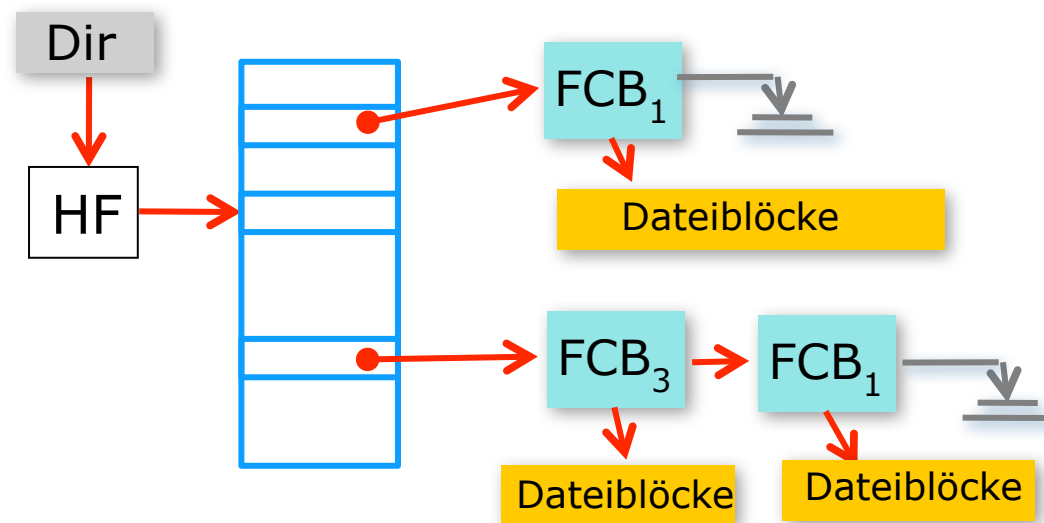 Dir
HF
FCB₁
Dateiblöcke
FCB₃
FCB₁
Dateiblöcke
Dateiblöcke